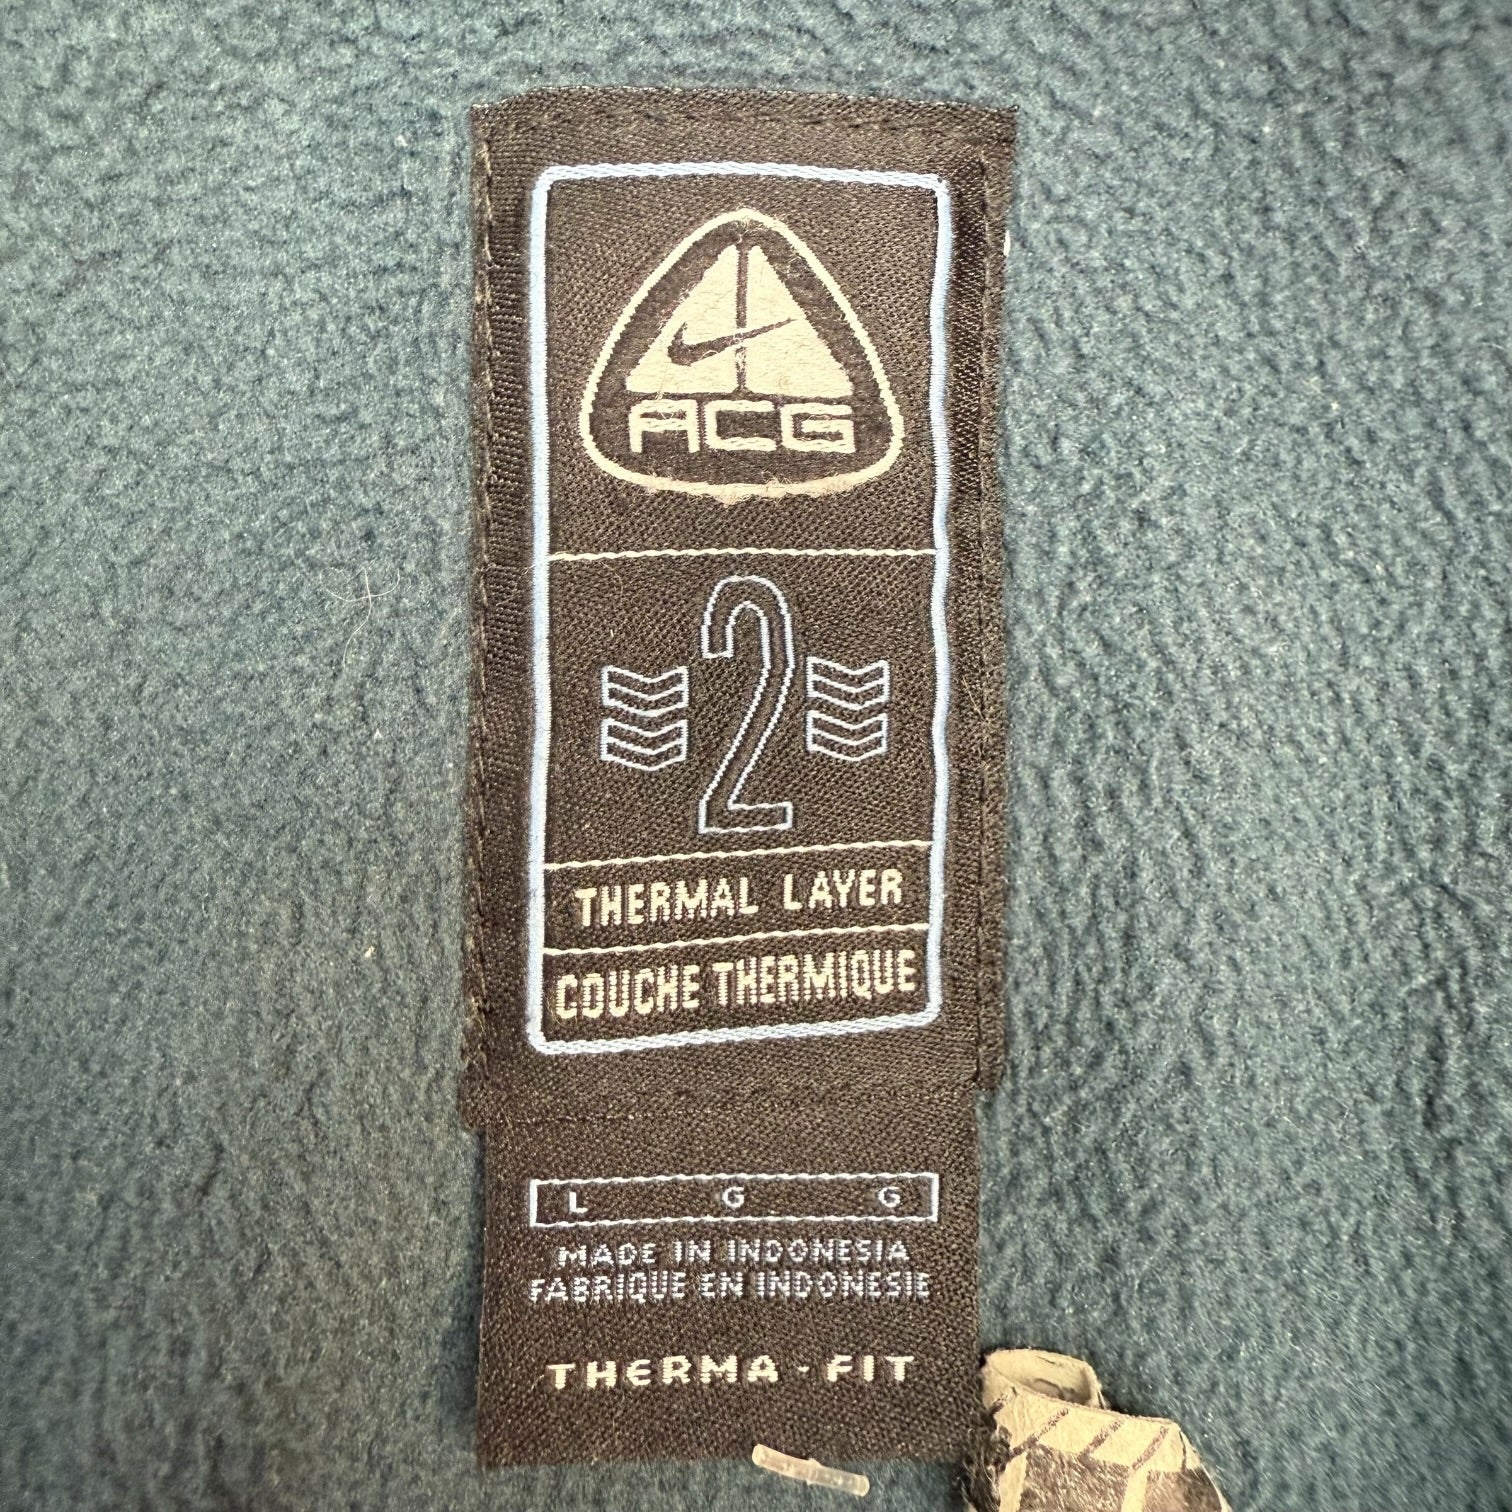 ACG
2
THERMAL LAYER
COUCHE THERMIQUE
L G G
MADE IN INDONESIA
FABRIQUE EN INDONESIE
THERMA-FIT